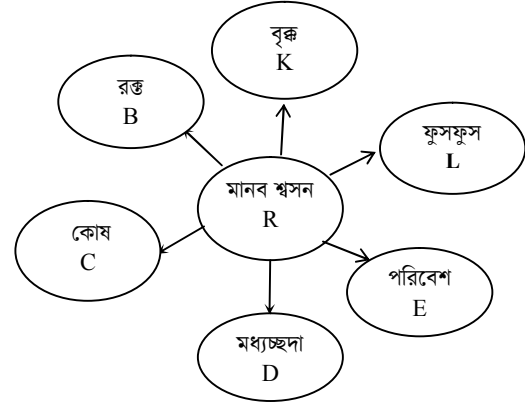 বৃক্ক
K
রক্ত
B
ফুসফুস
L
মানব শ্বসন
R
কোষ
C
পরিবেশ
E
মধ্যচ্ছদা
D